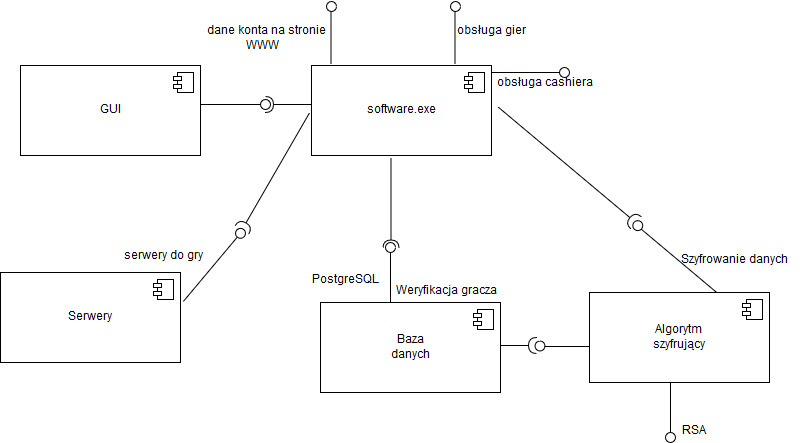 dane konta na stronie
WWW
obsługa gier
obsługa cashiera
GUI
software.exe
serwery do gry
Szyfrowanie danych
PostgreSQL
Weryfikacja gracza
Serwery
Baza
danych
Algorytm
szyfrujący
RSA